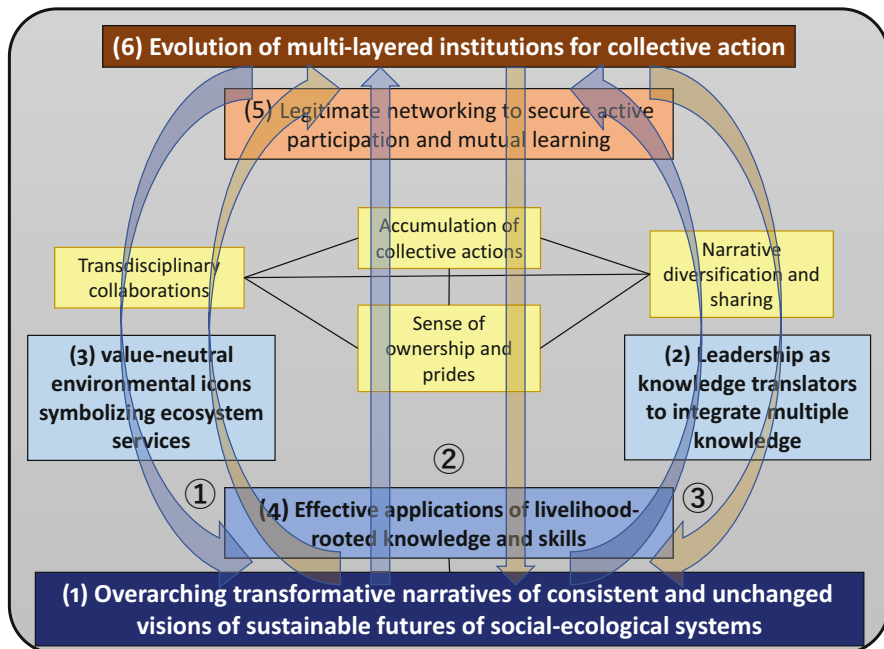 (6) Evolution of multi-layered institutions for collective action
(5) Legitimate networking to secure active
participation and mutual learning
Accumulation of
collective actions
Transdisciplinary
collaborations
Narrative
diversification and
sharing
Sense of
ownership and
prides
(3) value-neutral
environmental icons
symbolizing ecosystem
services
(2) Leadership as
knowledge translators
to integrate multiple
knowledge
①
②
③
(4) Effective applications of livelihood-
rooted knowledge and skills
(1) Overarching transformative narratives of consistent and unchanged
visions of sustainable futures of social-ecological systems